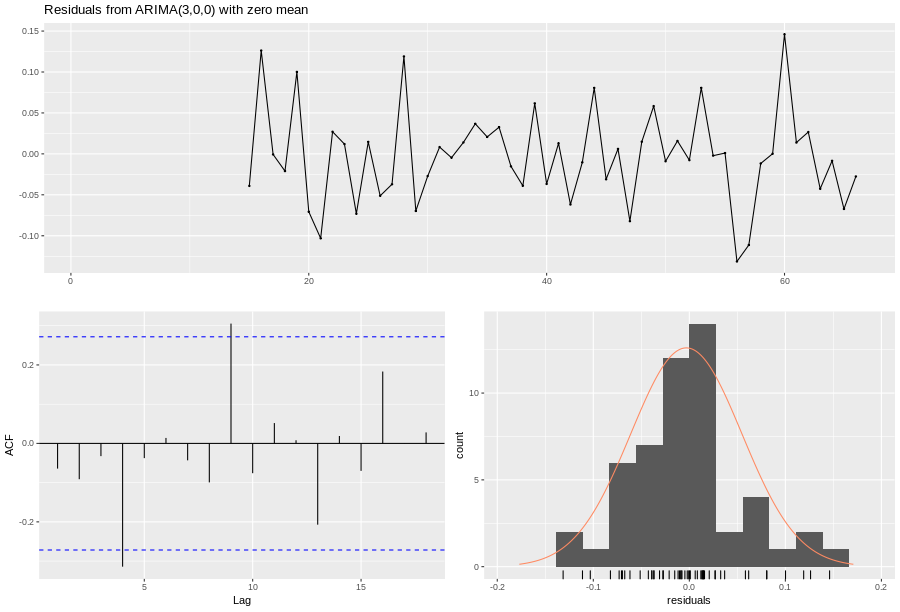 Residuals from ARIMA(3,0,0) with zero mean
0.15
0.10
0.05
0.00
-0.05
-0.10
0 20 40 60
ACF
0.2
0.0
-0.2
5 10 15
Lag
count
10
5
0
-0.2 -0.1 0.0 0.1 0.2
residuals